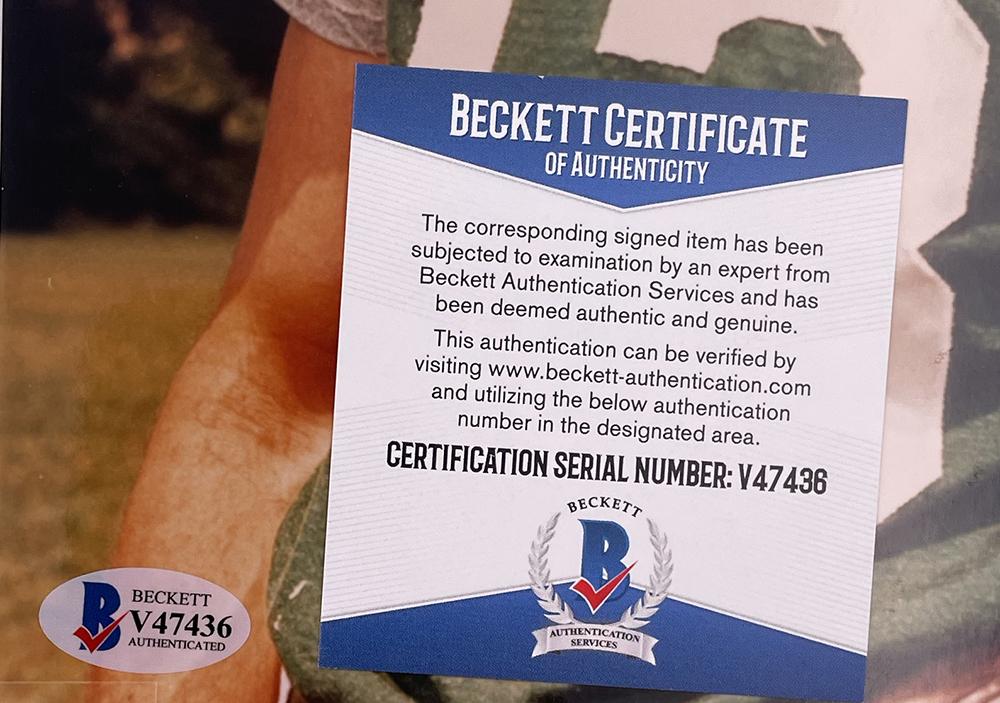 BECKETT CERTIFICATE
OF AUTHENTICITY
The corresponding signed item has been
subjected to examination by an expert from
Beckett Authentication Services and has
been deemed authentic and genuine.
This authentication can be verified by
visiting www.beckett-authentication.com
and utilizing the below authentication
number in the designated area.
CERTIFICATION SERIAL NUMBER: V47436
BECKETT
B
AUTHENTICATION
SERVICES
B
BECKETT
V47436
AUTHENTICATED